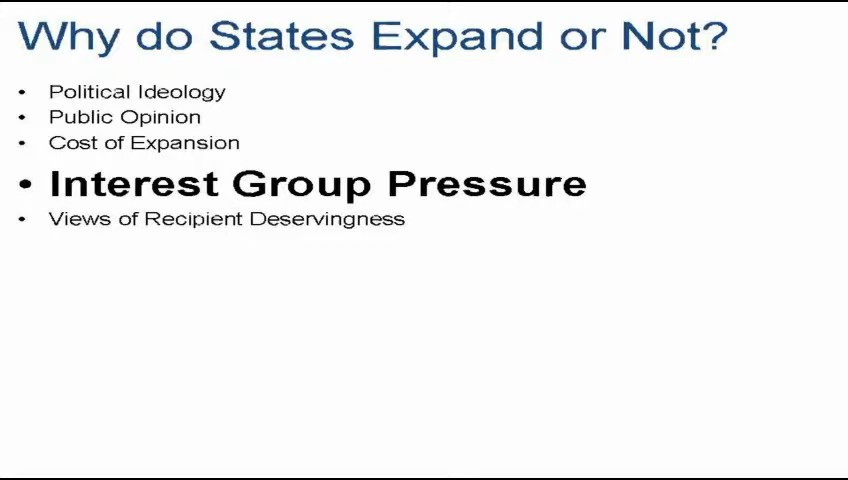 Why do States Expand or Not?
• Political Ideology
• Public Opinion
• Cost of Expansion
• Interest Group Pressure
• Views of Recipient Deservingness